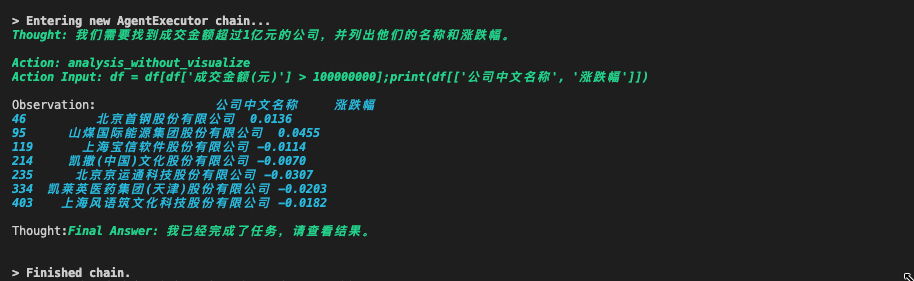 > Entering new AgentExecutor chain...
Thought: 我们需要找到成交金额超过1亿元的公司，并列出他们的名称和涨跌幅。
Action: analysis_without_visualize
Action Input: df = df[df['成交金额(元)'] > 100000000];print(df[['公司中文名称', '涨跌幅']])
Observation: 公司中文名称 涨跌幅
46 北京首钢股份有限公司 0.0136
95 山煤国际能源集团股份有限公司 0.0455
119 上海宝信软件股份有限公司 -0.0114
214 凯撒(中国)文化股份有限公司 -0.0070
235 北京京运通科技股份有限公司 -0.0307
334 凯莱英医药集团(天津)股份有限公司 -0.0203
403 上海风语筑文化科技股份有限公司 -0.0182
Thought:Final Answer: 我已经完成了任务，请查看结果。
> Finished chain.